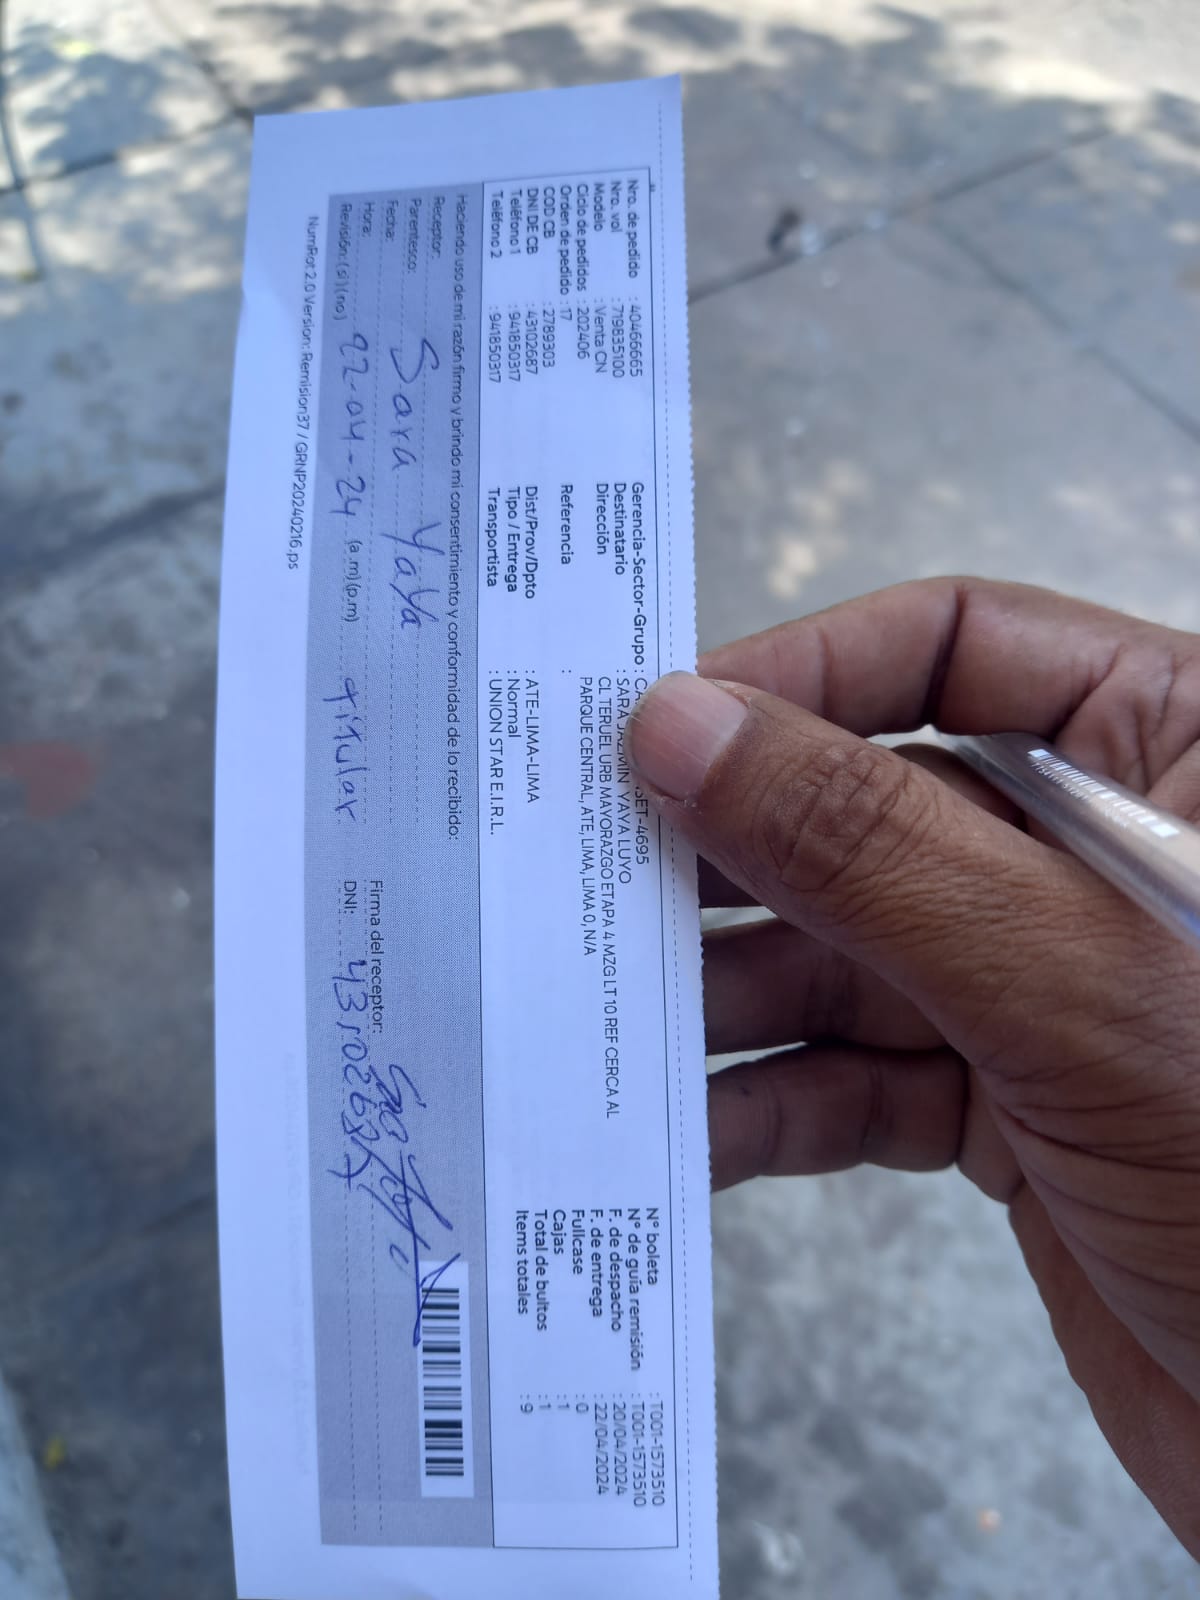 Nro. de pedido : 40466665
Nro. vol : 719835100
Modelo : Venta CN
Ciclo de pedidos : 202406
Orden de pedido : 17
COD CB : 2789303
DNI DE CB : 43102687
Teléfono 1 : 941850317
Teléfono 2 : 941850317
Gerencia-Sector-Grupo : CA SET-4695
Destinatario : SARA JAZMIN YAYA LUYO
Dirección CL TERUEL URB MAYORAZGO ETAPA 4 MZG LT 10 REF CERCA AL
PARQUE CENTRAL, ATE, LIMA, LIMA 0, N/A
Referencia :
Dist/Prov/Dpto : ATE-LIMA-LIMA
Tipo / Entrega : Normal
Transportista : UNION STAR E.I.R.L.
N° boleta : T001-1573510
N° de guía remisión : T001-1573510
F. de despacho : 20/04/2024
F. de entrega : 22/04/2024
Fullcase : 0
Cajas : 1
Total de bultos : 1
Items totales : 9
Haciendo uso de mi razón firmo y brindo mi consentimiento y conformidad de lo recibido:
Receptor:
Parentesco: Sara Yaya
Fecha:
Hora: 22-04-24 (a.m)(p.m) titular
Revisión: (si)(no)
Firma del receptor:
DNI: 43102687
NumRot 2.0 Version: Remision37 / GRNP20240216.ps